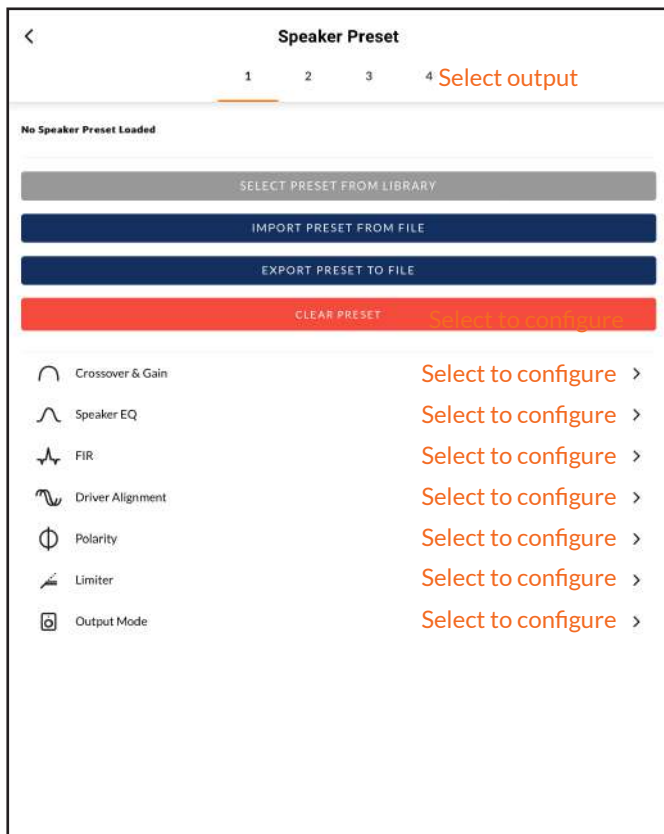 Speaker Preset
1 2 3 4 Select output
No Speaker Preset Loaded
SELECT PRESET FROM LIBRARY
IMPORT PRESET FROM FILE
EXPORT PRESET TO FILE
CLEAR PRESET Select to configure
Crossover & Gain Select to configure
Speaker EQ Select to configure
FIR Select to configure
Driver Alignment Select to configure
Polarity Select to configure
Limiter Select to configure
Output Mode Select to configure